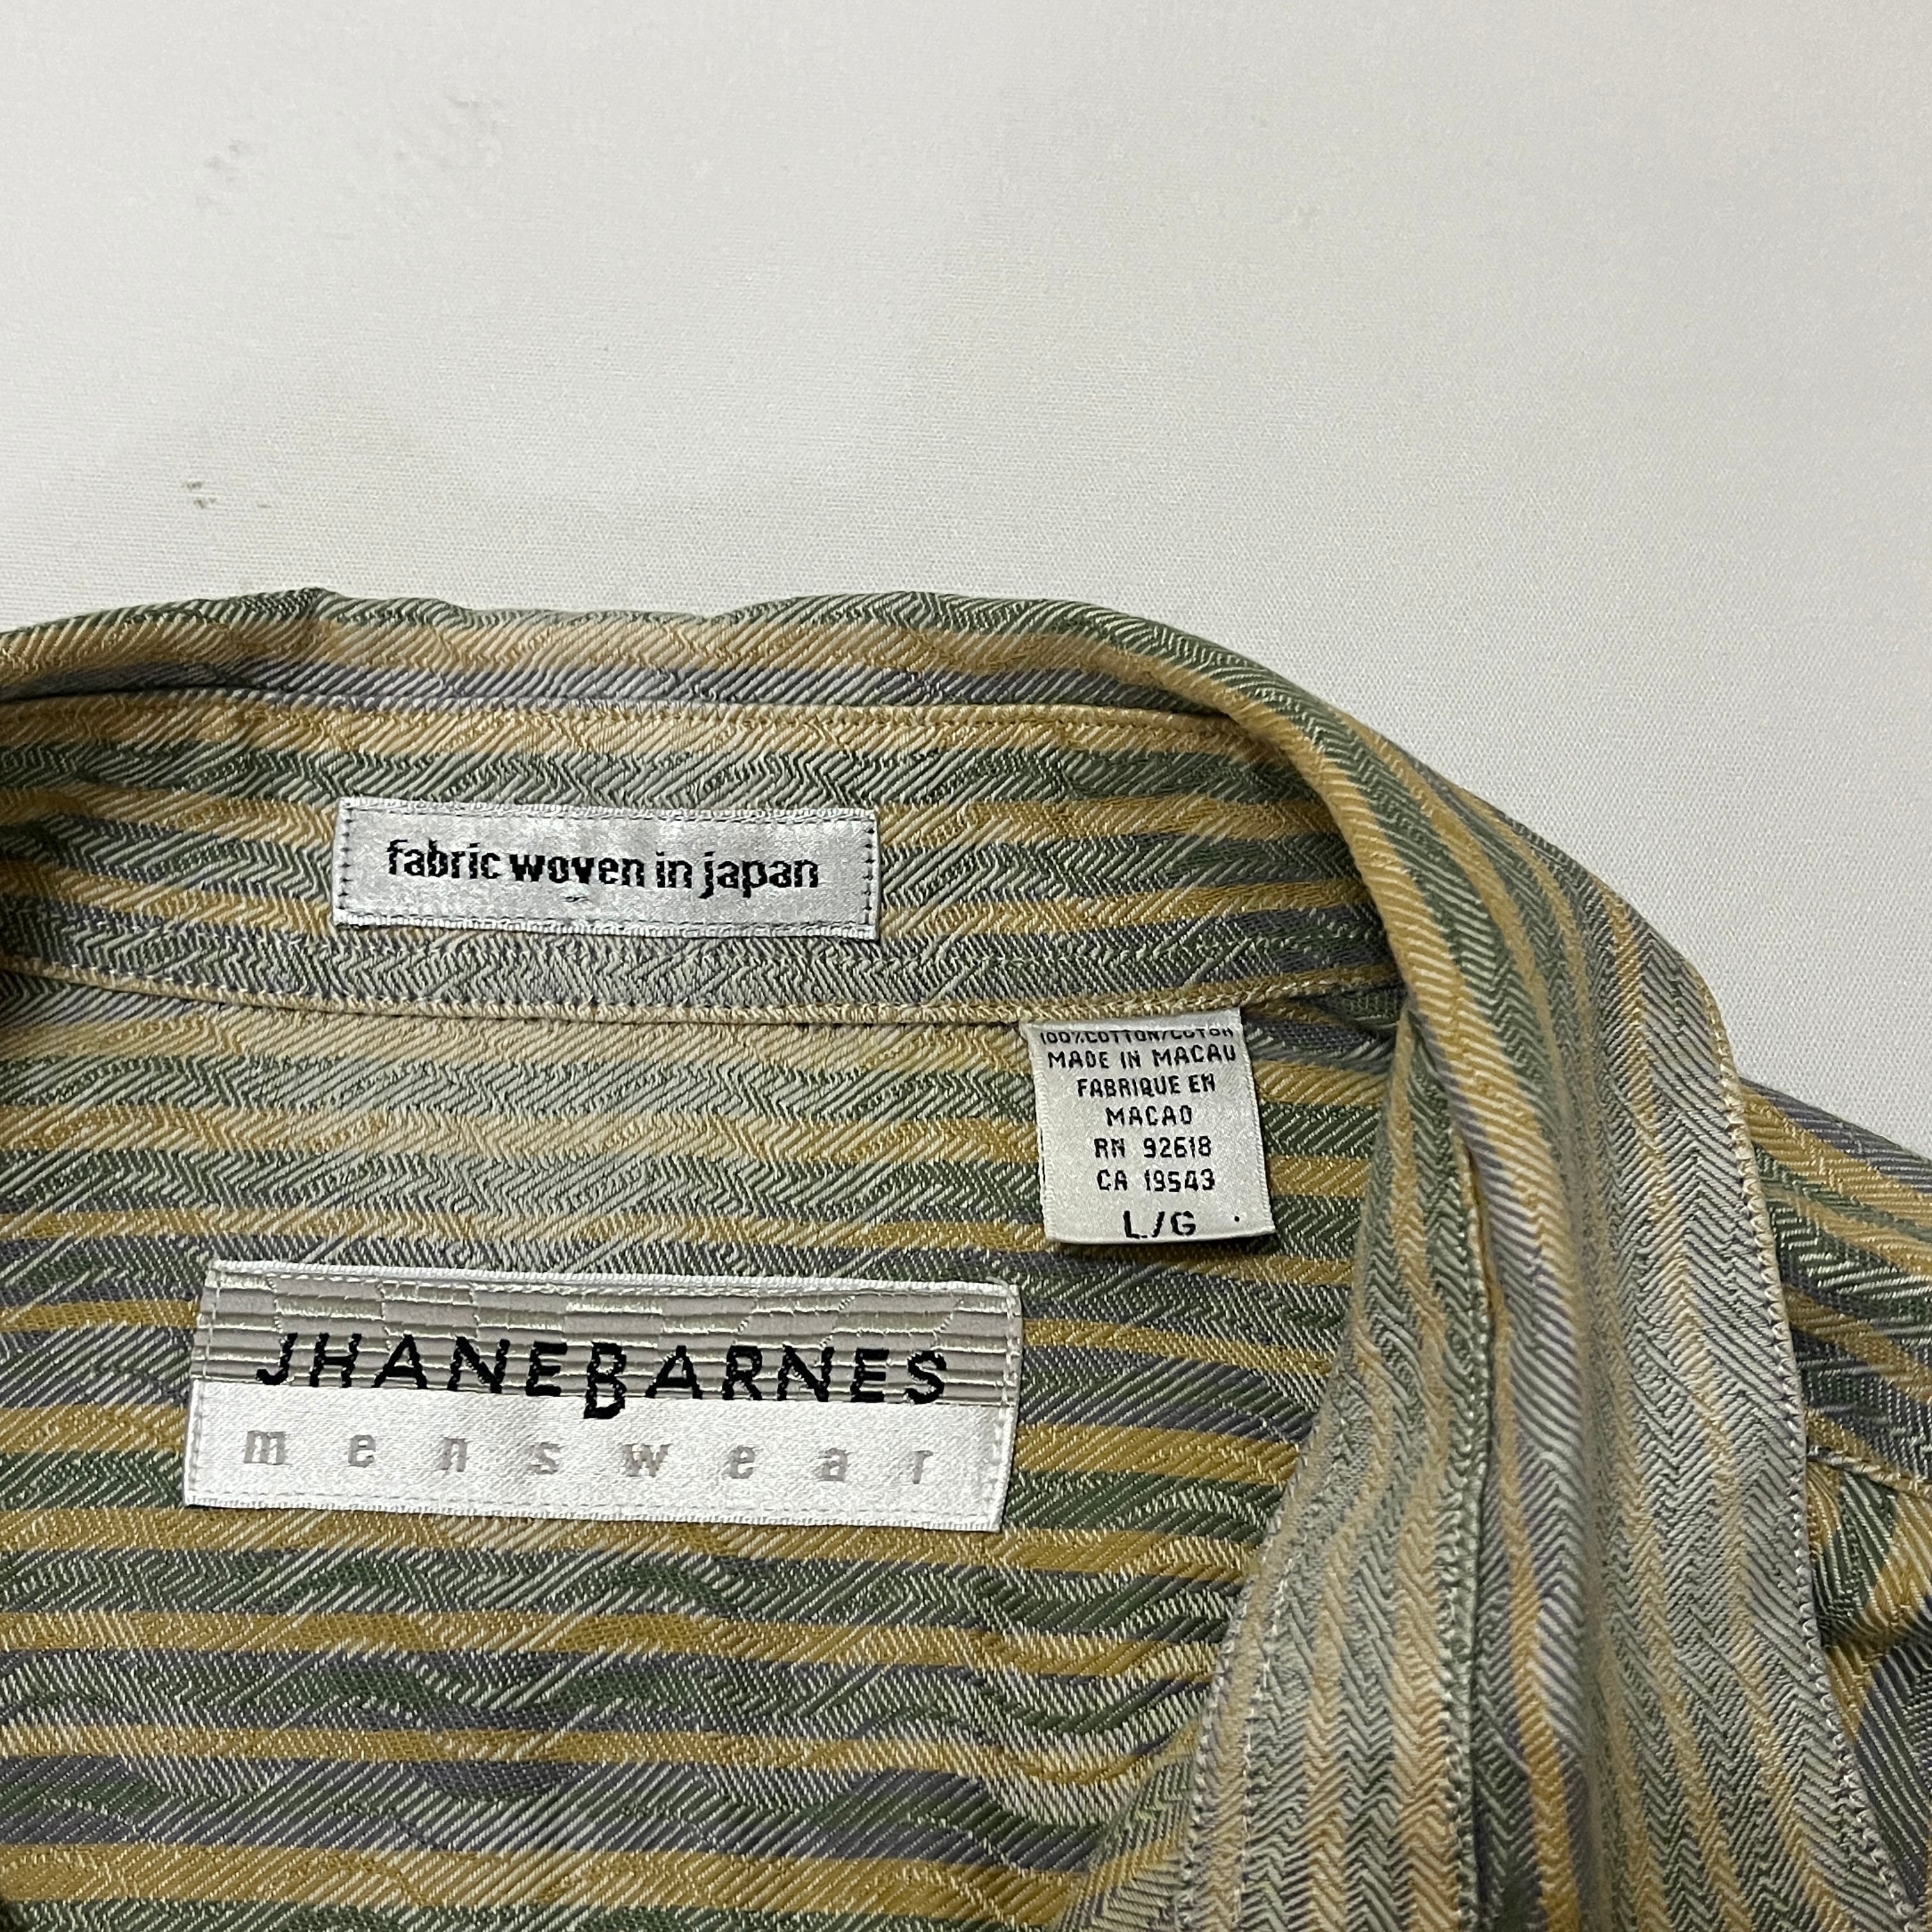 fabric woven in japan
100% COTTON/COTON
MADE IN MACAU
FABRIQUE EN
MACAO
RN 92618
CA 19543
L/G
JHANEBARNES
menswear